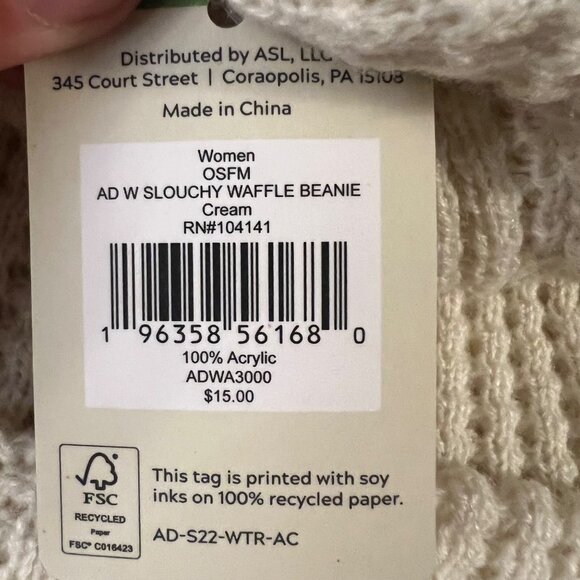 Distributed by ASL, LLC
345 Court Street | Coraopolis, PA 15108
Made in China
Women
OSFM
AD W SLOUCHY WAFFLE BEANIE
Cream
RN#104141
1 96358 56168 0
100% Acrylic
ADWA3000
$15.00
FSC
RECYCLED
Paper
FSC® C016423
This tag is printed with soy
inks on 100% recycled paper.
AD-S22-WTR-AC